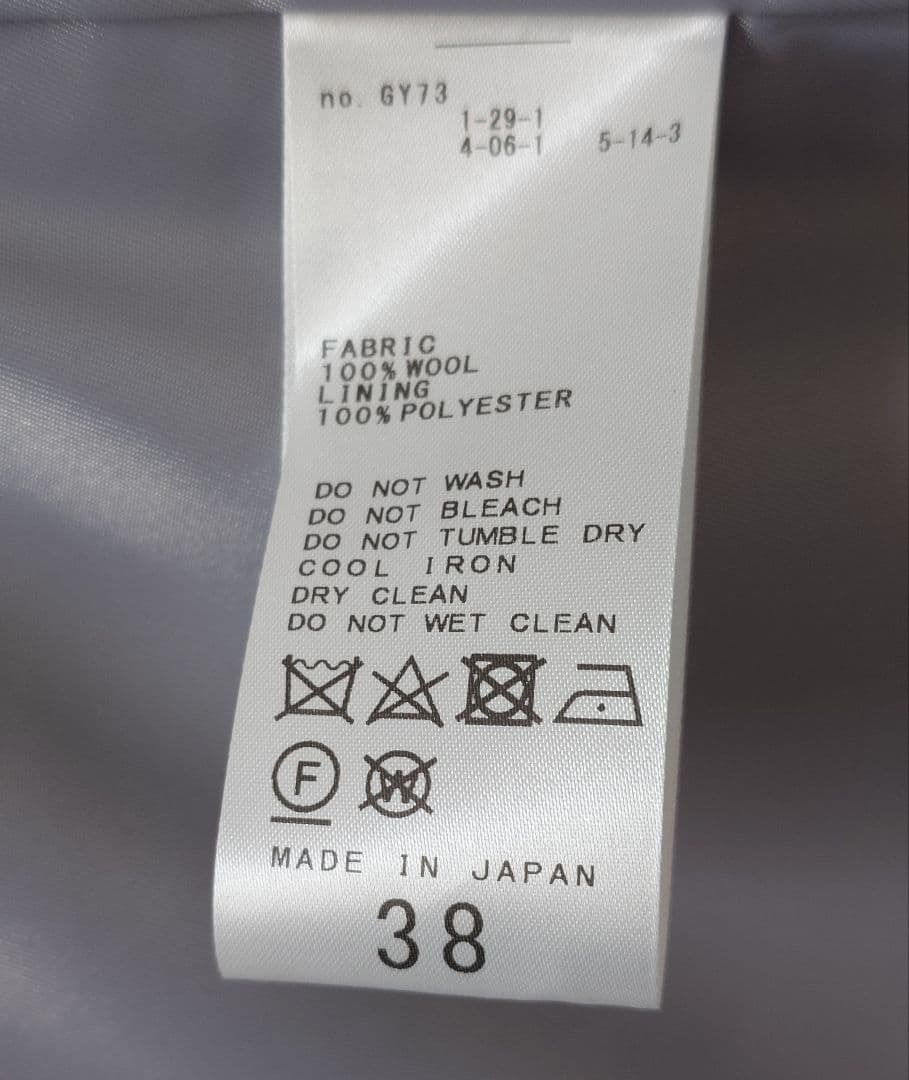 no. GY73
1-29-1
4-06-1 5-14-3
FABRIC
100% WOOL
LINING
100% POLYESTER
DO NOT WASH
DO NOT BLEACH
DO NOT TUMBLE DRY
COOL IRON
DRY CLEAN
DO NOT WET CLEAN
F W
MADE IN JAPAN
38